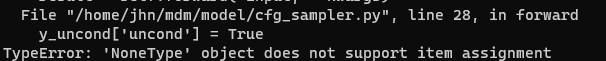 File "/home/jhn/mdm/model/cfg_sampler.py", line 28, in forward
y_uncond['uncond'] = True
TypeError: 'NoneType' object does not support item assignment